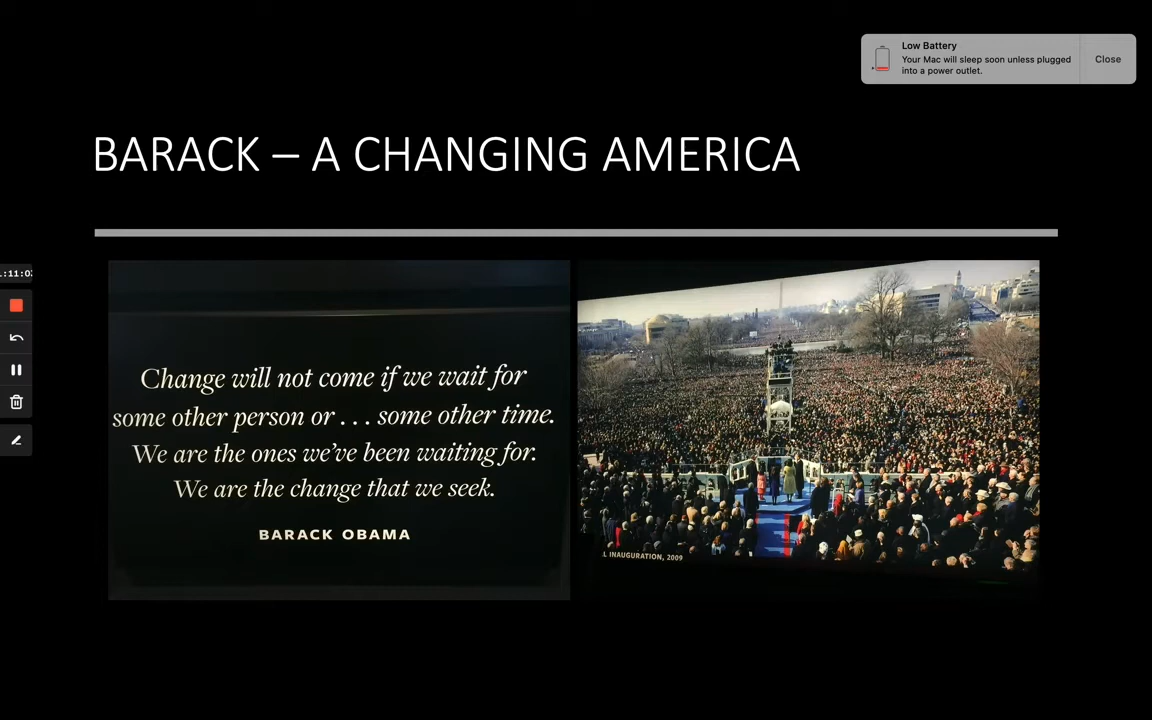 Low Battery
Your Mac will sleep soon unless plugged
into a power outlet.
Close
BARACK – A CHANGING AMERICA
:11:0
Change will not come if we wait for
some other person or . . . some other time.
We are the ones we've been waiting for.
We are the change that we seek.
BARACK OBAMA
L INAUGURATION, 2009